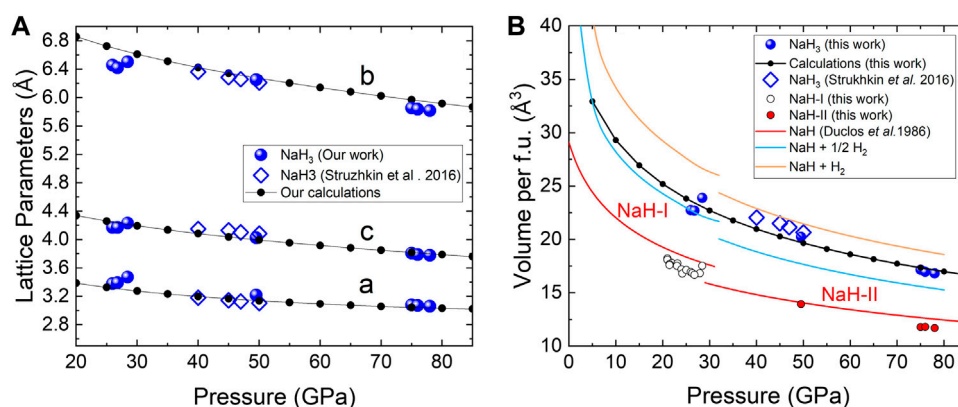 A
Lattice Parameters (Å)
6.8
6.4
6.0
5.6
5.2
4.8
4.4
4.0
3.6
3.2
2.8
b
NaH3 (Our work)
NaH3 (Struzhkin et al . 2016)
Our calculations
c
a
20 30 40 50 60 70 80
Pressure (GPa)
B
Volume per f.u. (Å³)
40
35
30
25
20
15
10
NaH₃ (this work)
Calculations (this work)
NaH₃ (Strukhkin et al. 2016)
NaH-I (this work)
NaH-II (this work)
NaH (Duclos et al.1986)
NaH + 1/2 H₂
NaH + H₂
NaH-I
NaH-II
0 10 20 30 40 50 60 70 80
Pressure (GPa)